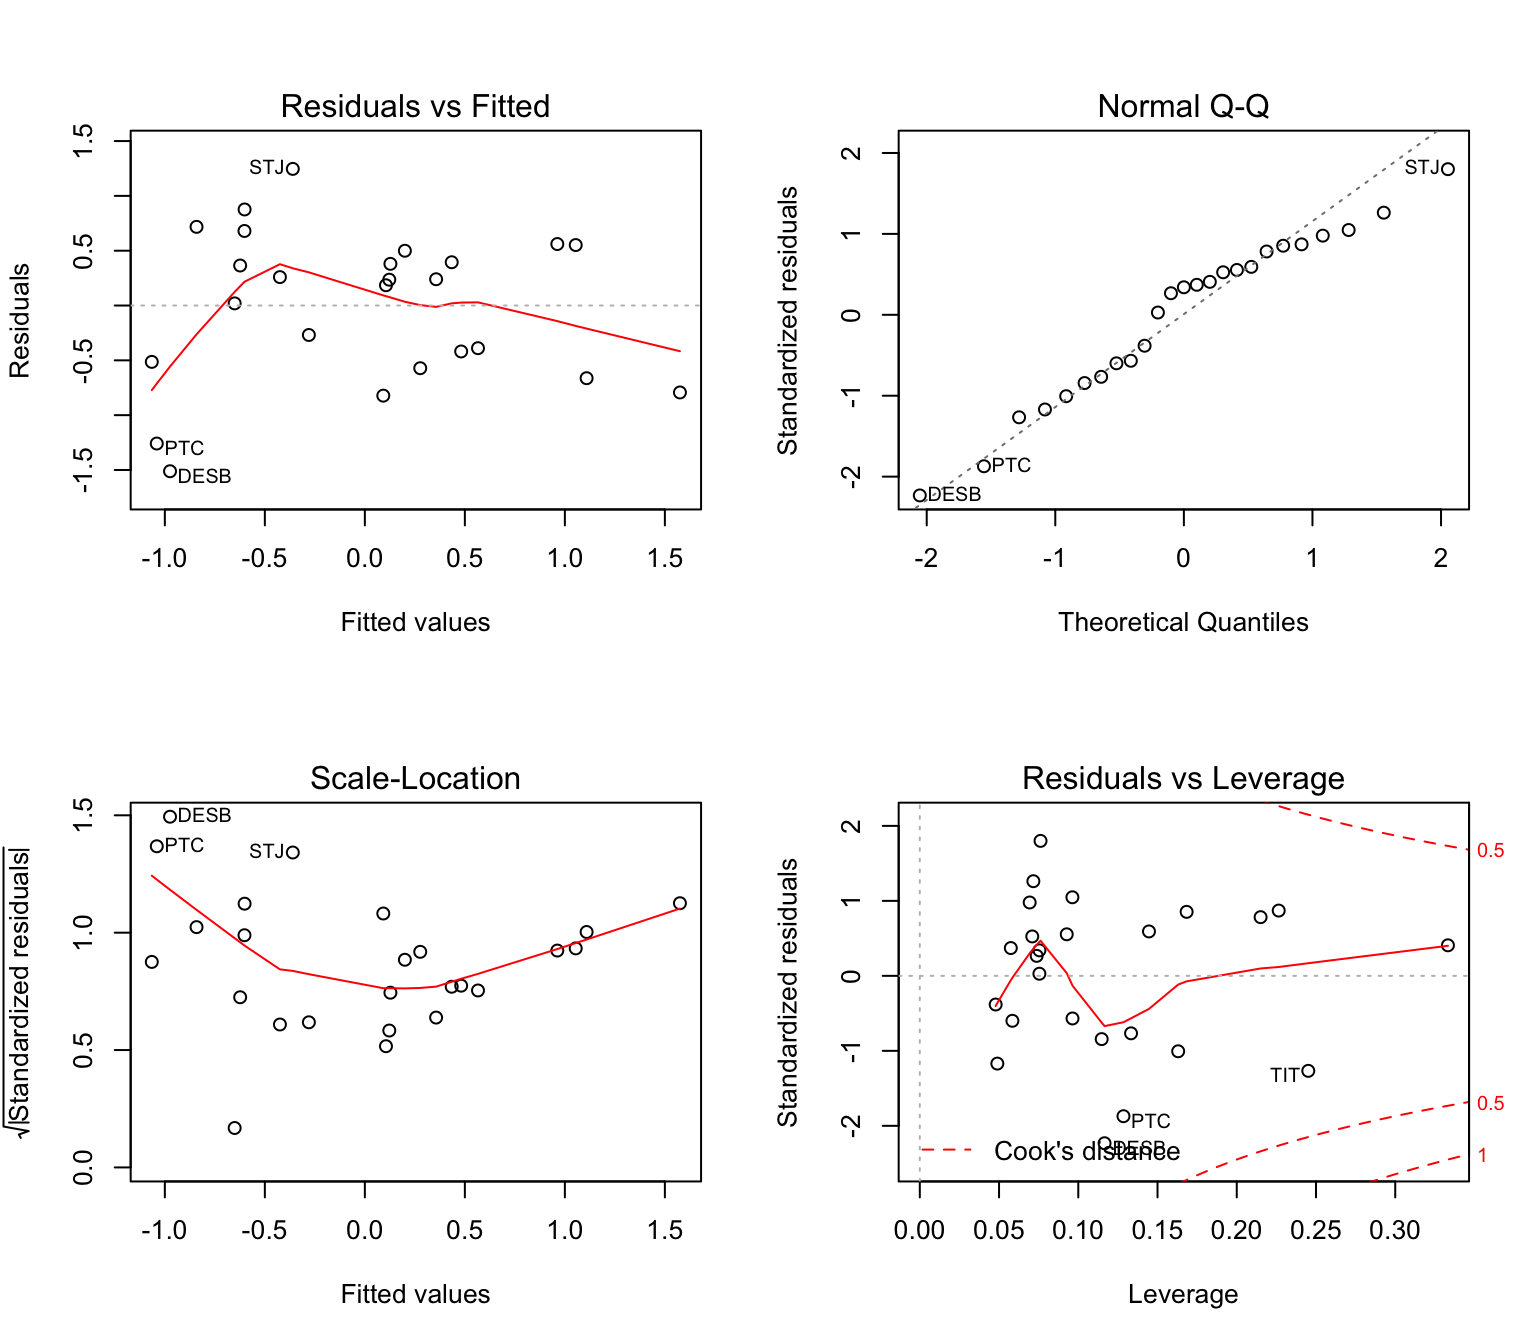 Residuals vs Fitted
Residuals
1.5
0.5
-0.5
-1.5
STJ
PTC
DESB
-1.0 -0.5 0.0 0.5 1.0 1.5
Fitted values
Normal Q-Q
Standardized residuals
2
1
0
-1
-2
STJ
PTC
DESB
-2 -1 0 1 2
Theoretical Quantiles
Scale-Location
√|Standardized residuals|
1.5
1.0
0.5
0.0
DESB
PTC
STJ
-1.0 -0.5 0.0 0.5 1.0 1.5
Fitted values
Residuals vs Leverage
Standardized residuals
2
1
0
-1
-2
0.5
TIT
0.5
PTC
DESB
Cook's distance
1
0.00 0.05 0.10 0.15 0.20 0.25 0.30
Leverage